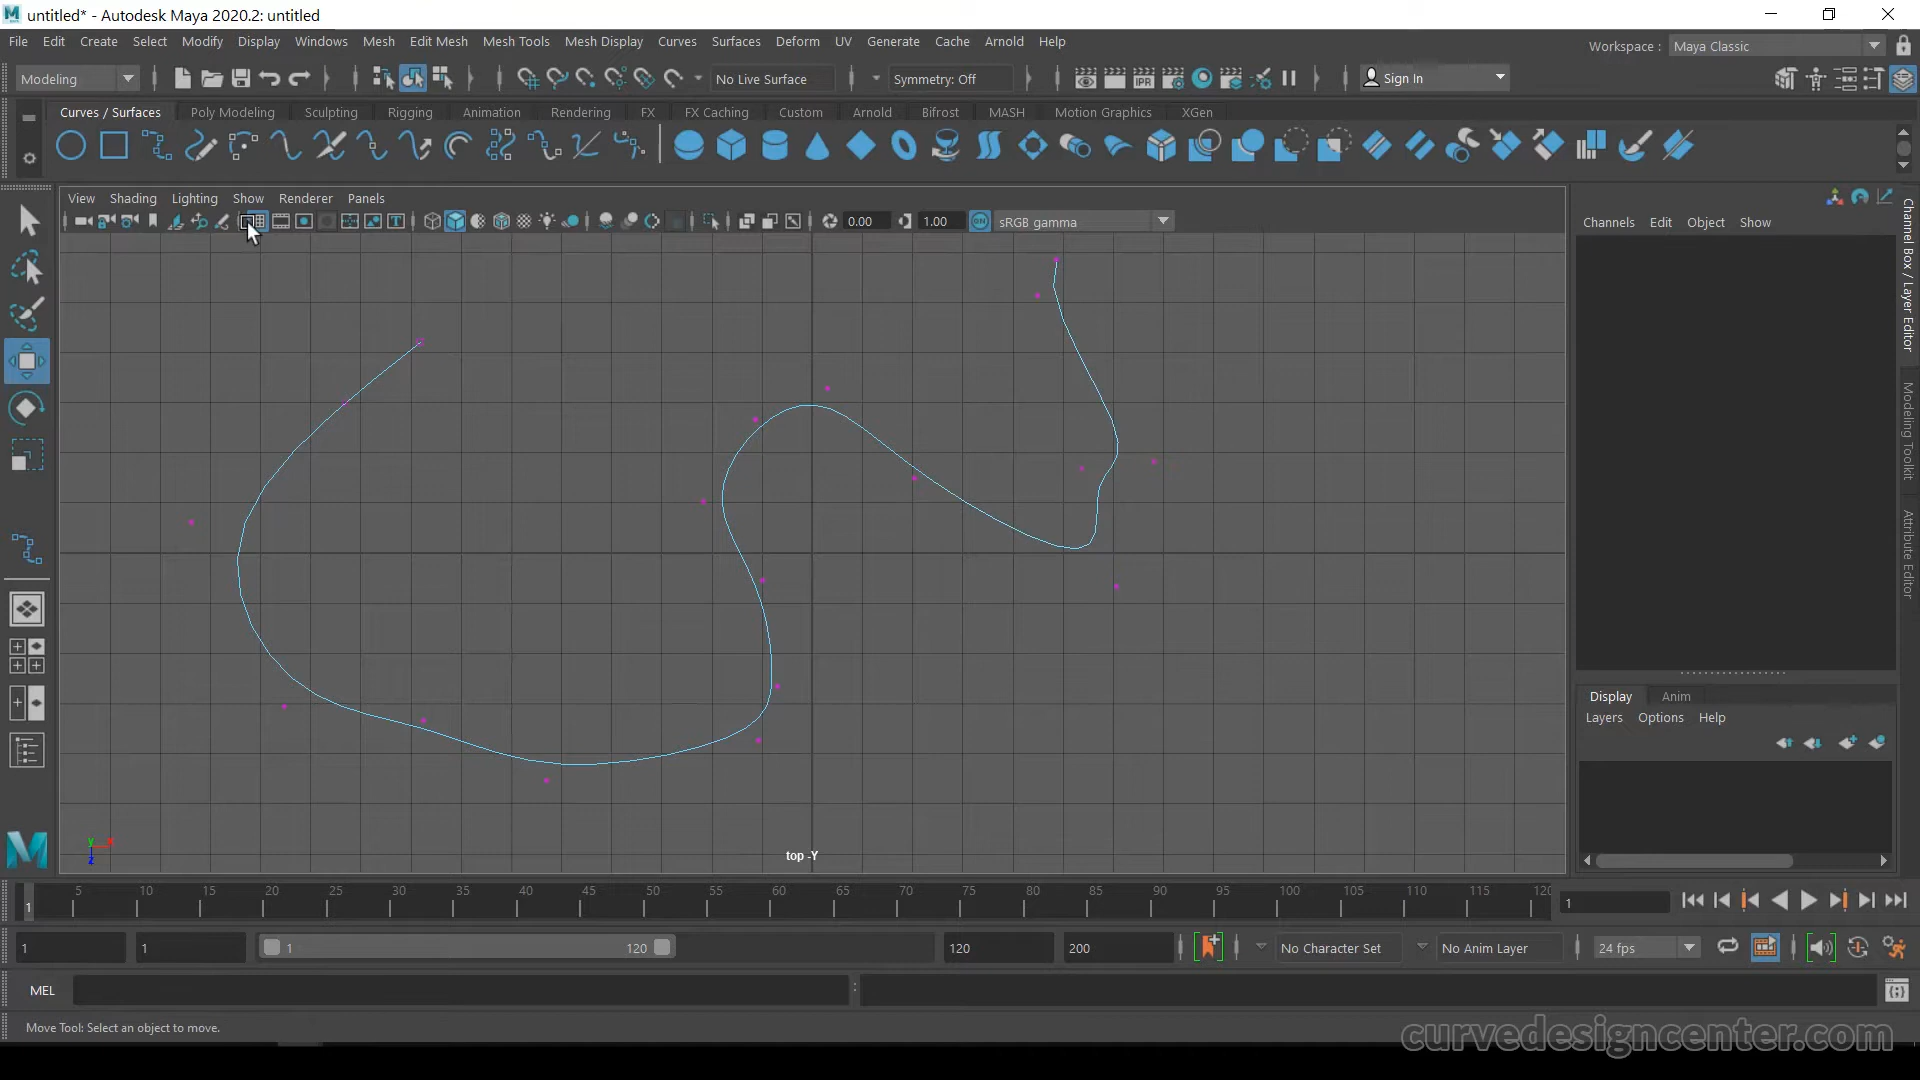 untitled* - Autodesk Maya 2020.2: untitled
File Edit Create Select Modify Display Windows Mesh Edit Mesh Mesh Tools Mesh Display Curves Surfaces Deform UV Generate Cache Arnold Help
Workspace : Maya Classic
Modeling No Live Surface Symmetry: Off Sign In
Curves / Surfaces Poly Modeling Sculpting Rigging Animation Rendering FX FX Caching Custom Arnold Bifrost MASH Motion Graphics XGen
View Shading Lighting Show Renderer Panels
0.00 1.00 ON sRGB gamma
Channels Edit Object Show
Channel Box / Layer Editor
Modeling Toolkit
Attribute Editor
Display Anim
Layers Options Help
top -Y
5 10 15 20 25 30 35 40 45 50 55 60 65 70 75 80 85 90 95 100 105 110 115 120
1 1
1 1 1 120 120 200 No Character Set No Anim Layer 24 fps
MEL
Move Tool: Select an object to move.
curvedesigncenter.com